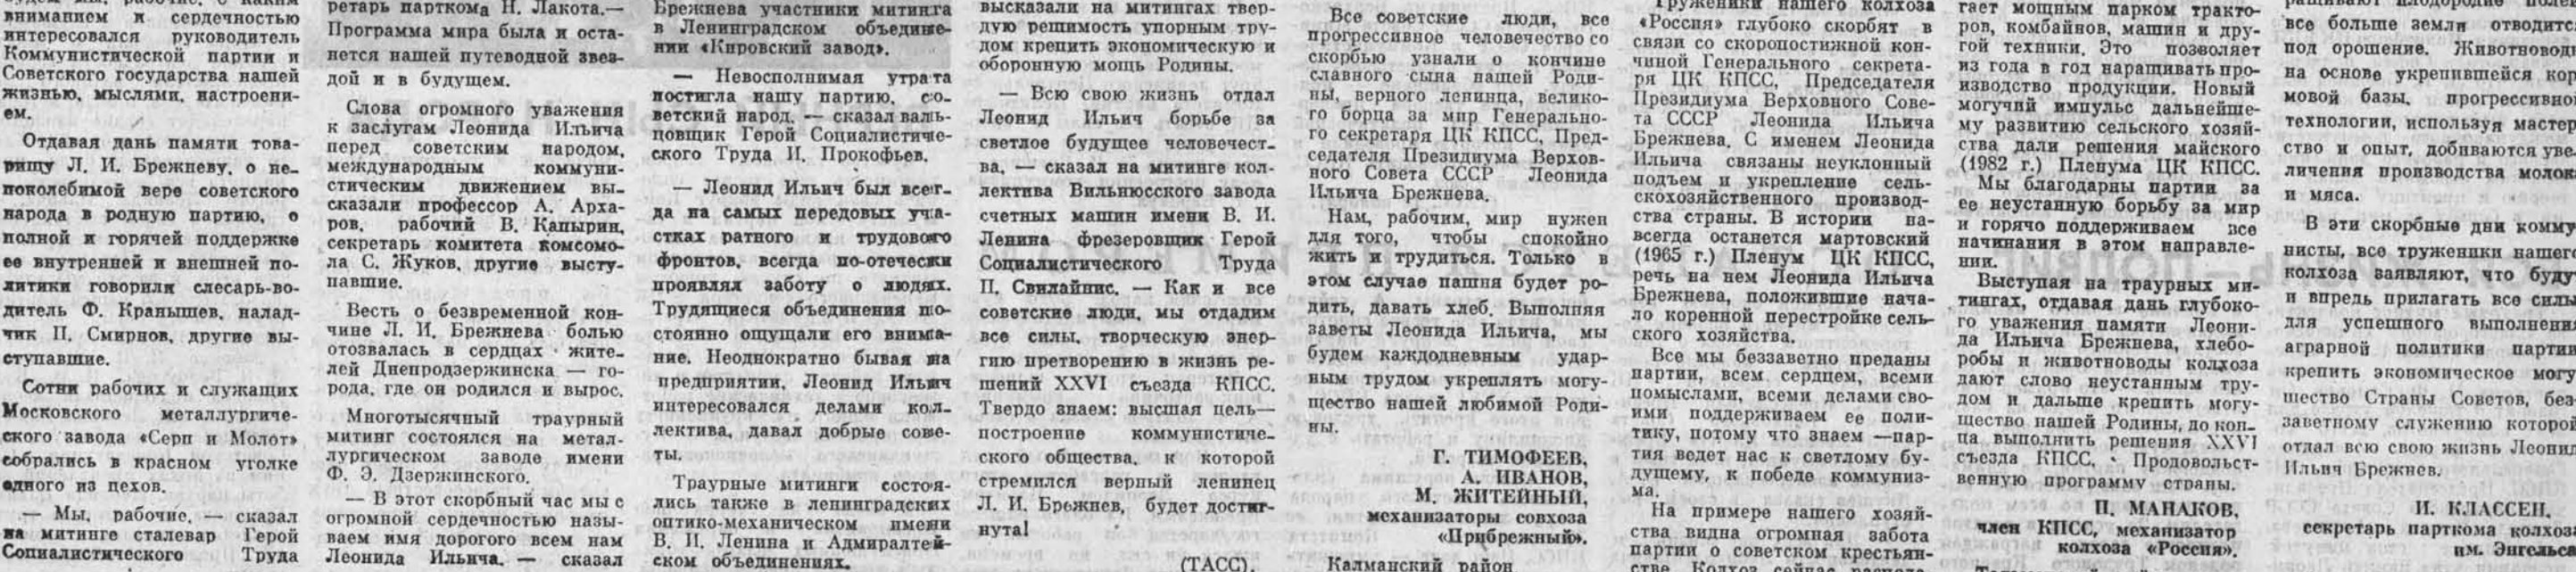 вниманием и сердечностью
интересовался руководитель
Коммунистической партии и
Советского государства нашей
жизнью, мыслями, настроени-
ем.
Отдавая дань памяти това-
рищу Л. И. Брежневу, о не-
поколебимой вере советского
народа в родную партию, о
полной и горячей поддержке
ее внутренней и внешней по-
литики говорили слесарь-во-
дитель Ф. Кранышев, налад-
чик П. Смирнов, другие вы-
ступавшие.
Сотни рабочих и служащих
Московского металлургиче-
ского завода «Серп и Молот»
собрались в красном уголке
одного из цехов.
— Мы, рабочие, — сказал
на митинге сталевар Герой
Социалистического Труда
ретарь парткома Н. Лакота.—
Программа мира была и оста-
нется нашей путеводной звез-
дой и в будущем.
Слова огромного уважения
к заслугам Леонида Ильича
перед советским народом,
международным коммуни-
стическим движением вы-
сказали профессор А. Арха-
ров, рабочий В. Капырин,
секретарь комитета комсомо-
ла С. Жуков, другие высту-
павшие.
Весть о безвременной кон-
чине Л. И. Брежнева болью
отозвалась в сердцах жите-
лей Днепродзержинска — го-
рода, где он родился и вырос.
Многотысячный траурный
митинг состоялся на метал-
лургическом заводе имени
Ф. Э. Дзержинского.
— В этот скорбный час мы с
огромной сердечностью назы-
ваем имя дорогого всем нам
Леонида Ильича, — сказал
Брежнева участники митинга
в Ленинградском объедине-
нии «Кировский завод».
— Невосполнимая утрата
постигла нашу партию, со-
ветский народ, — сказал валь-
цовщик Герой Социалистиче-
ского Труда И. Прокофьев.
— Леонид Ильич был всег-
да на самых передовых уча-
стках ратного и трудового
фронтов, всегда по-отечески
проявлял заботу о людях.
Трудящиеся объединения по-
стоянно ощущали его внима-
ние. Неоднократно бывая на
предприятии, Леонид Ильич
интересовался делами кол-
лектива, давал добрые сове-
ты.
Траурные митинги состоя-
лись также в ленинградских
оптико-механическом имени
В. И. Ленина и Адмиралтей-
ском объединениях.
высказали на митингах твер-
дую решимость упорным тру-
дом крепить экономическую и
оборонную мощь Родины.
— Всю свою жизнь отдал
Леонид Ильич борьбе за
светлое будущее человечест-
ва, — сказал на митинге кол-
лектива Вильнюсского завода
счетных машин имени В. И.
Ленина фрезеровщик Герой
Социалистического Труда
П. Свилайнис. — Как и все
советские люди, мы отдадим
все силы, творческую энер-
гию претворению в жизнь ре-
шений XXVI съезда КПСС.
Твердо знаем: высшая цель—
построение коммунистиче-
ского общества, к которой
стремился верный ленинец
Л. И. Брежнев, будет достиг-
нута!
(ТАСС).
Все советские люди, все
прогрессивное человечество со
скорбью узнали о кончине
славного сына нашей Роди-
ны, верного ленинца, велико-
го борца за мир Генерально-
го секретаря ЦК КПСС, Пред-
седателя Президиума Верхов-
ного Совета СССР Леонида
Ильича Брежнева.
Нам, рабочим, мир нужен
для того, чтобы спокойно
жить и трудиться. Только в
этом случае пашня будет ро-
дить, давать хлеб. Выполняя
заветы Леонида Ильича, мы
будем каждодневным удар-
ным трудом укреплять могу-
щество нашей любимой Роди-
ны.
Г. ТИМОФЕЕВ,
А. ИВАНОВ,
М. ЖИТЕЙНЫЙ,
механизаторы совхоза
«Прибрежный».
Калманский район
Труженики нашего колхоза
«Россия» глубоко скорбят в
связи со скоропостижной кон-
чиной Генерального секрета-
ря ЦК КПСС, Председателя
Президиума Верховного Сове-
та СССР Леонида Ильича
Брежнева. С именем Леонида
Ильича связаны неуклонный
подъем и укрепление сель-
скохозяйственного производ-
ства страны. В истории на-
всегда останется мартовский
(1965 г.) Пленум ЦК КПСС,
речь на нем Леонида Ильича
Брежнева, положившие нача-
ло коренной перестройке сель-
ского хозяйства.
Все мы беззаветно преданы
партии, всем сердцем, всеми
помыслами, всеми делами сво-
ими поддерживаем ее поли-
тику, потому что знаем —пар-
тия ведет нас к светлому бу-
дущему, к победе коммуниз-
ма.
На примере нашего хозяй-
ства видна огромная забота
партии о советском крестьян-
стве. Колхоз сейчас распола-
гает мощным парком тракто-
ров, комбайнов, машин и дру-
гой техники. Это позволяет
из года в год наращивать про-
изводство продукции. Новый
могучий импульс дальнейше-
му развитию сельского хозяй-
ства дали решения майского
(1982 г.) Пленума ЦК КПСС.
Мы благодарны партии за
ее неустанную борьбу за мир
и горячо поддерживаем все
начинания в этом направле-
нии.
Выступая на траурных ми-
тингах, отдавая дань глубоко-
го уважения памяти Леони-
да Ильича Брежнева, хлебо-
робы и животноводы колхоза
дают слово неустанным тру-
дом и дальше крепить могу-
щество нашей Родины, до кон-
ца выполнить решения XXVI
съезда КПСС, Продовольст-
венную программу страны.
П. МАНАКОВ,
член КПСС, механизатор
колхоза «Россия».
все больше земли отводитс
под орошение. Животновод
на основе укрепившейся кор
мовой базы, прогрессивно
технологии, используя мастер
ство и опыт, добиваются уве-
личения производства молок
и мяса.
В эти скорбные дни комму
нисты, все труженики нашего
колхоза заявляют, что буду
и впредь прилагать все силы
для успешного выполнения
аграрной политики партии
крепить экономическое могу
щество Страны Советов, без
заветному служению которой
отдал всю свою жизнь Леонид
Ильич Брежнев.
И. КЛАССЕН,
секретарь парткома колхоза
им. Энгельса